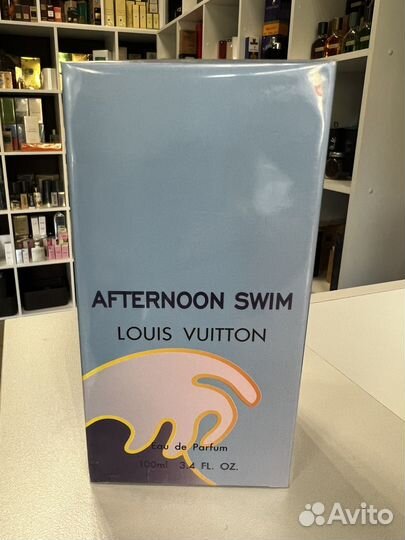 AFTERNOON SWIM
LOUIS VUITTON
Eau de Parfum
100ml 3.4 FL. OZ.
Avito